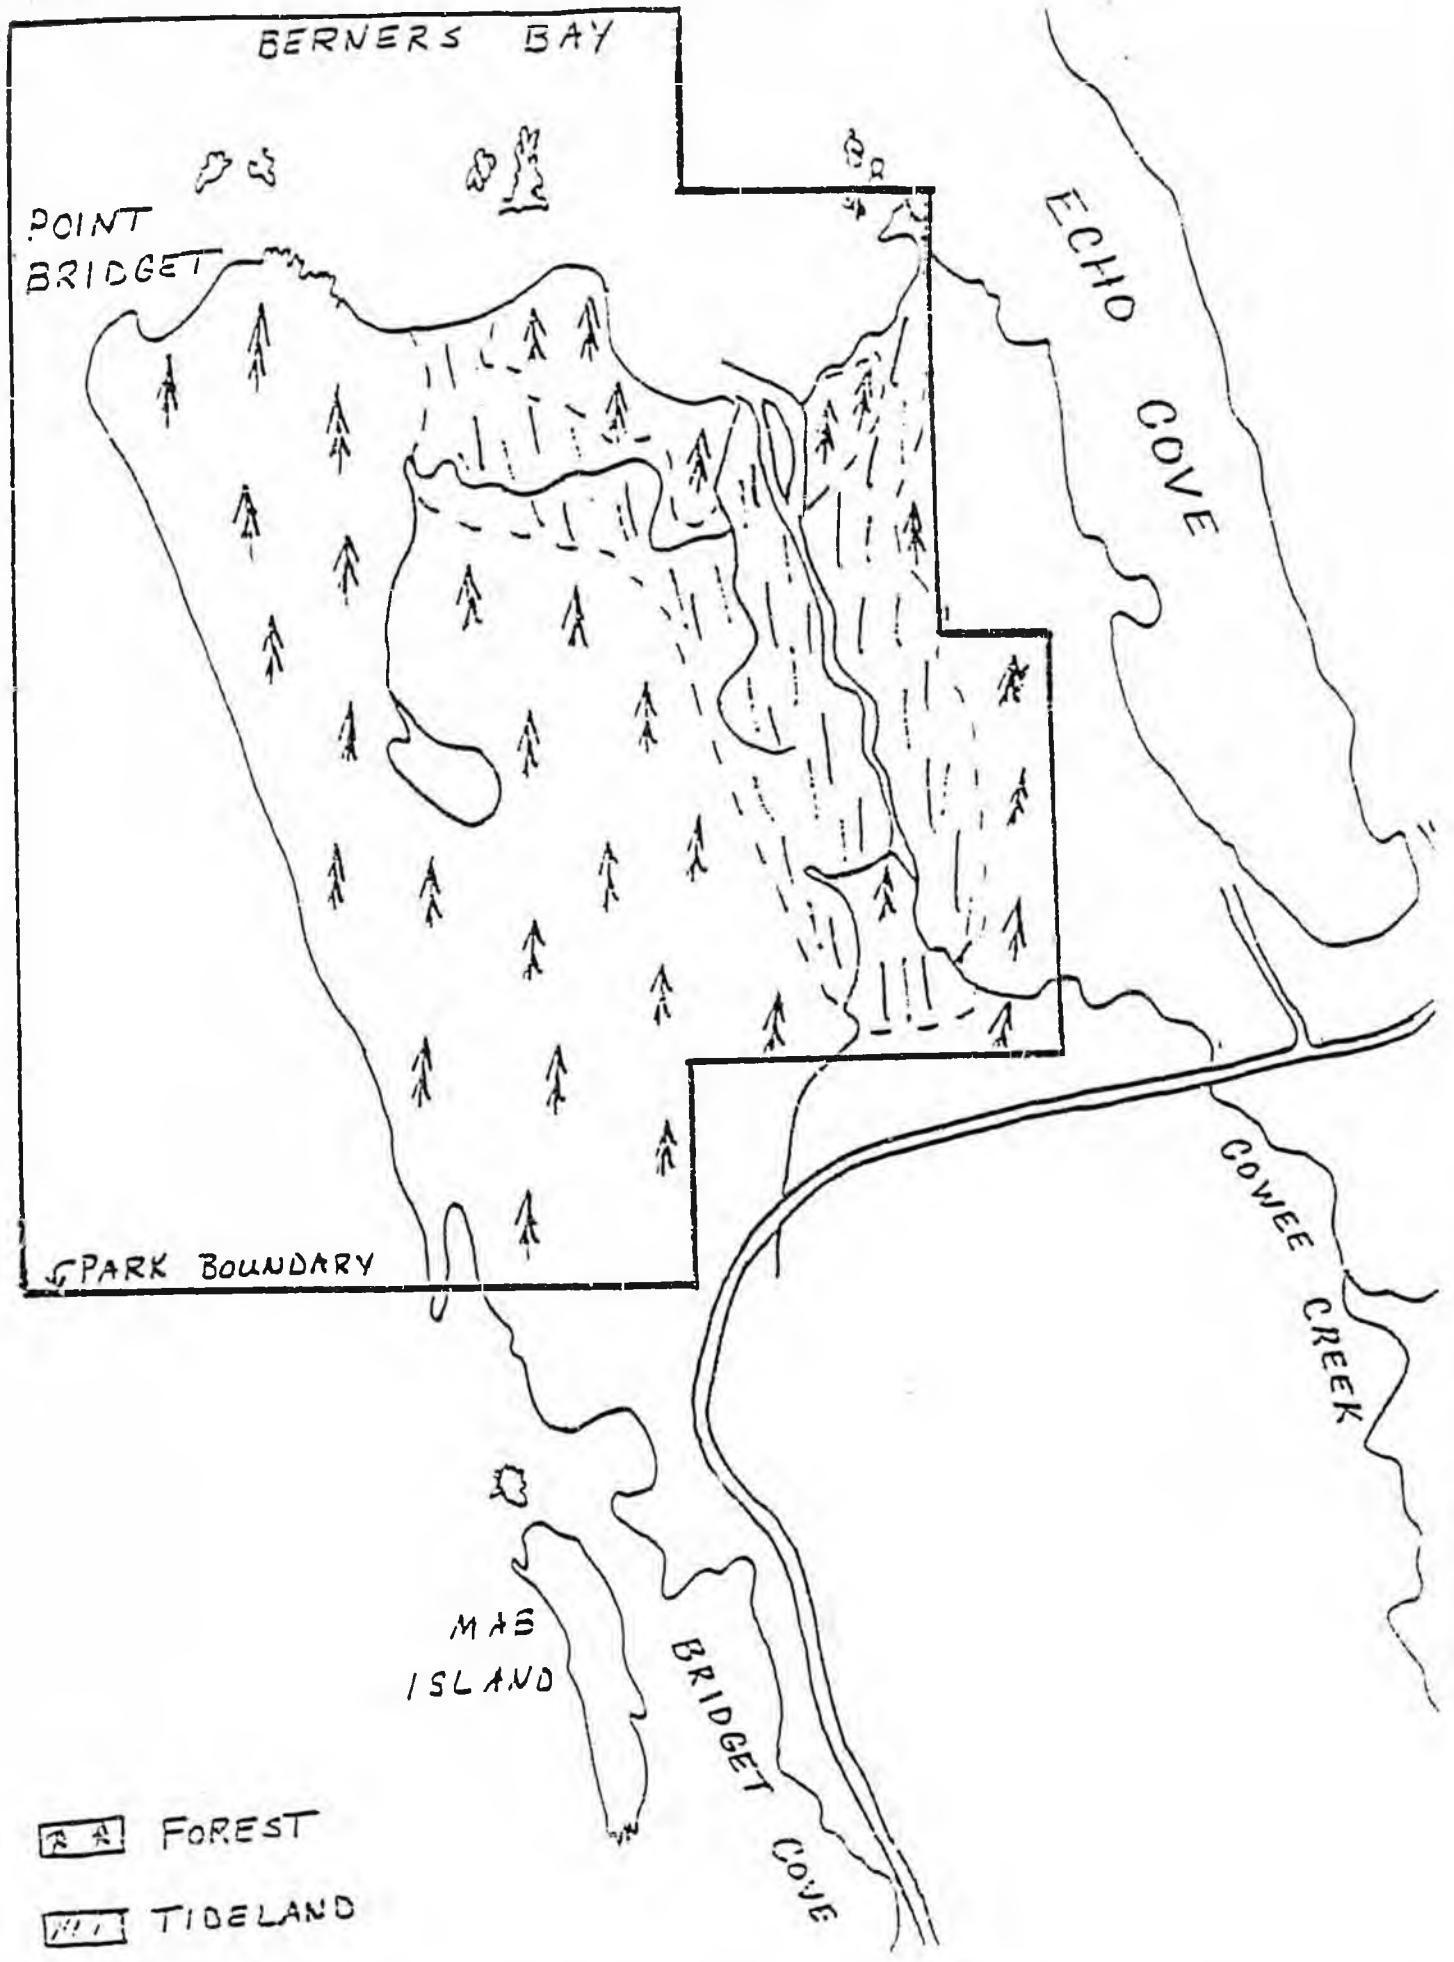 BERNERS BAY
POINT
BRIDGET
ECHO COVE
PARK BOUNDARY
COWEE CREEK
MAB
ISLAND
BRIDGET COVE
FOREST
TIDELAND